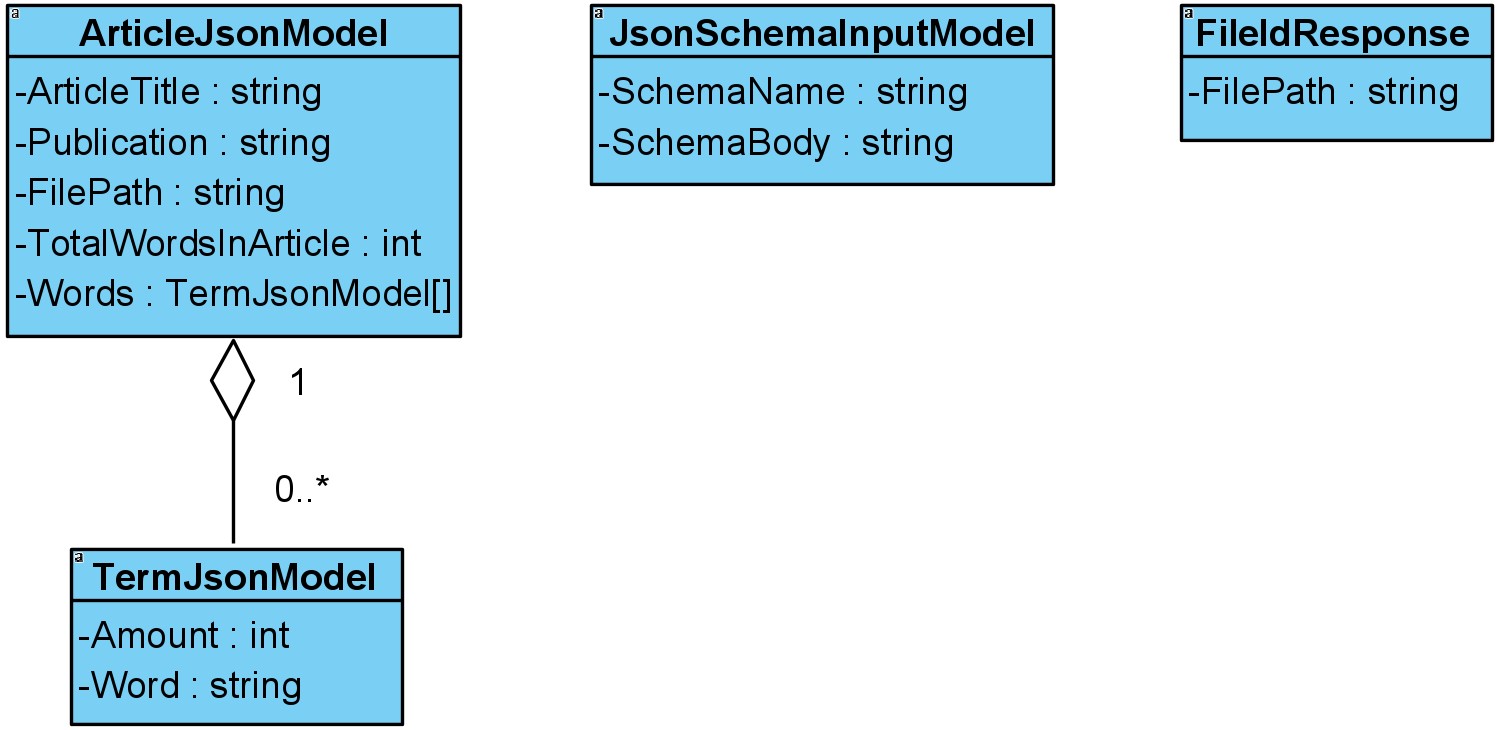 a
ArticleJsonModel
-ArticleTitle : string
-Publication : string
-FilePath : string
-TotalWordsInArticle : int
-Words : TermJsonModel[]
1
0..*
a
TermJsonModel
-Amount : int
-Word : string
a
JsonSchemaInputModel
-SchemaName : string
-SchemaBody : string
a
FileIdResponse
-FilePath : string